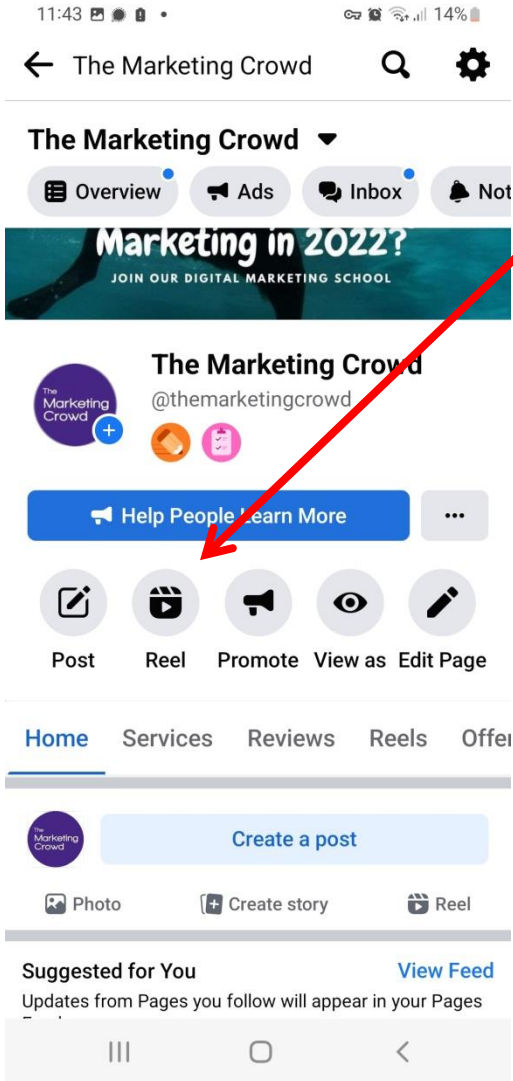 11:43 14%
The Marketing Crowd
The Marketing Crowd
Overview Ads Inbox Not
Marketing in 2022?
JOIN OUR DIGITAL MARKETING SCHOOL
The Marketing Crowd
The
Marketing
Crowd
@themarketingcrowd
Help People Learn More
Post Reel Promote View as Edit Page
Home Services Reviews Reels Offer
The
Marketing
Crowd
Create a post
Photo Create story Reel
Suggested for You View Feed
Updates from Pages you follow will appear in your Pages